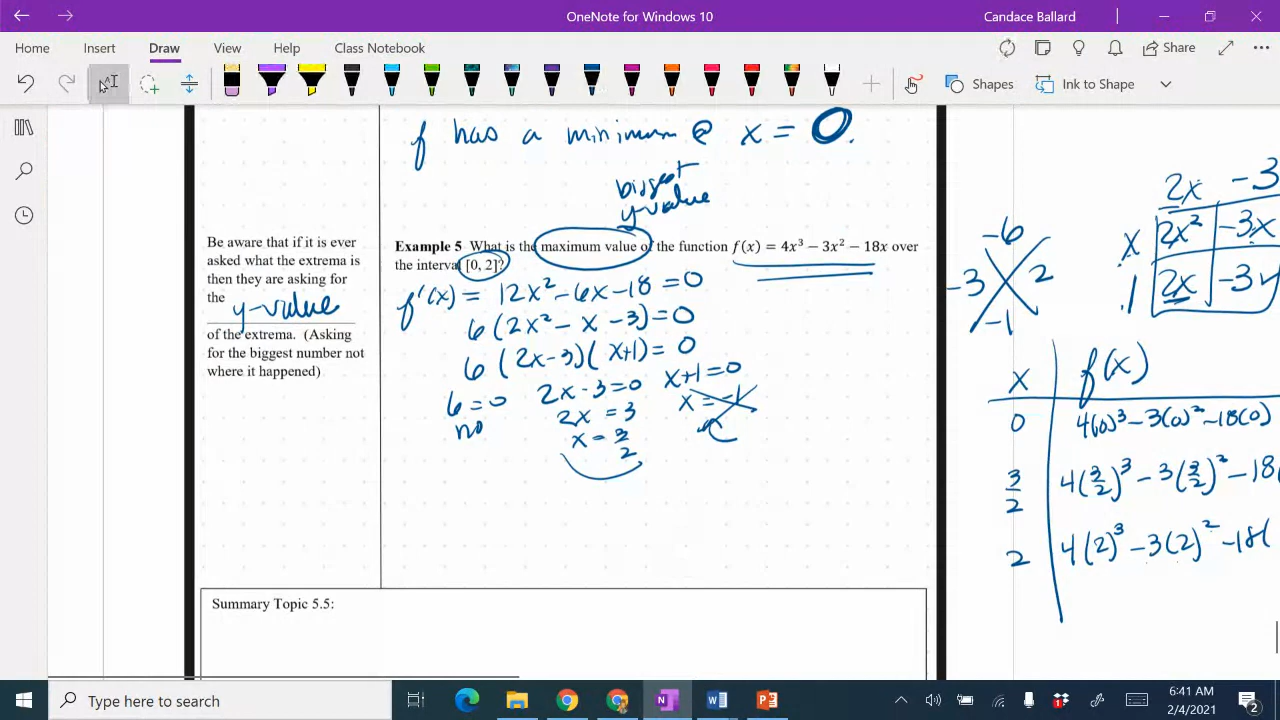 OneNote for Windows 10
Candace Ballard
Home Insert Draw View Help Class Notebook
Share
Shapes
Ink to Shape
f has a minimum @ x = 0.
biggest
y-value
Be aware that if it is ever
asked what the extrema is
then they are asking for
the y-value
of the extrema. (Asking
for the biggest number not
where it happened)
Example 5 What is the maximum value of the function f(x) = 4x³ − 3x² − 18x over
the interval [0, 2]?
f'(x) = 12x² - 6x - 18 = 0
6(2x² - x - 3) = 0
6(2x-3)(x+1) = 0
6 = 0 2x-3=0 x+1=0
no 2x = 3 x = -1
x = 3/2
2x -3
x 2x² -3x
1 2x -3
-6
-3 2
-1
x f(x)
0 4(0)³ - 3(0)² - 18(0)
3/2 4(3/2)³ - 3(3/2)² - 18
2 4(2)³ - 3(2)² - 18(
Summary Topic 5.5:
Type here to search
6:41 AM
2/4/2021
2